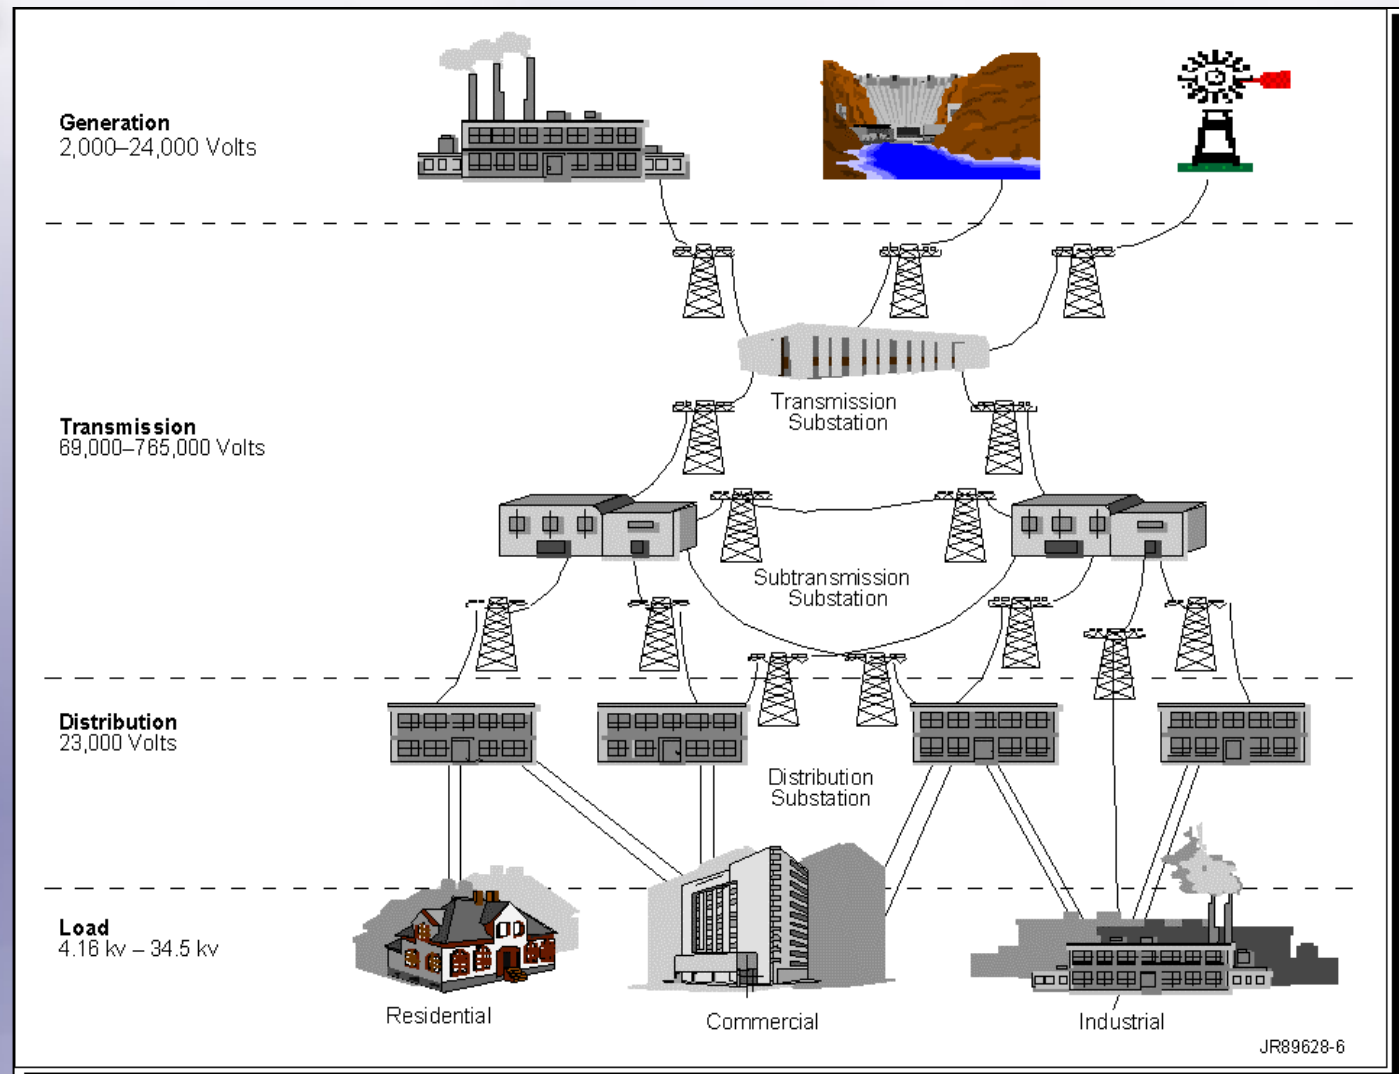 Generation
2,000–24,000 Volts
Transmission
Substation
Transmission
69,000–765,000 Volts
Subtransmission
Substation
Distribution
23,000 Volts
Distribution
Substation
Load
4.16 kv – 34.5 kv
Residential
Commercial
Industrial
JR89628-6